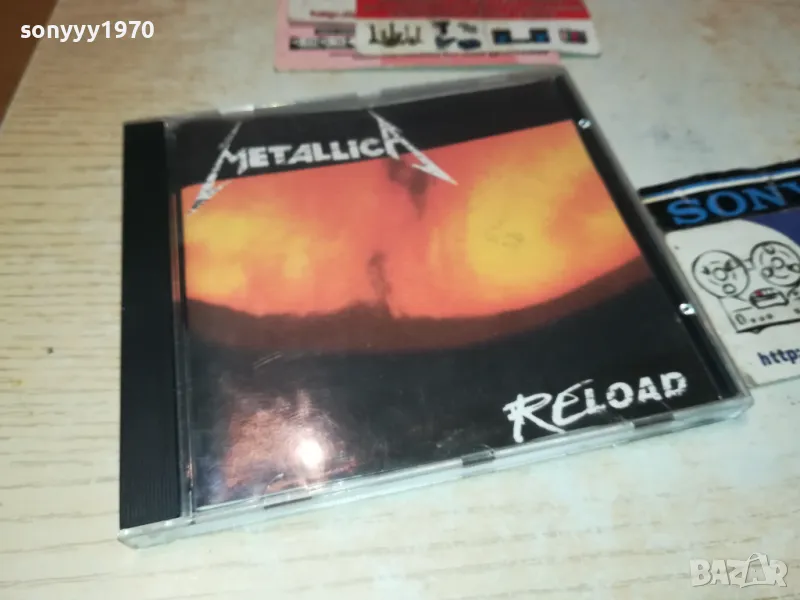 sonyyy1970
METALLICA
SONY
http:
RELOAD
BAZAR